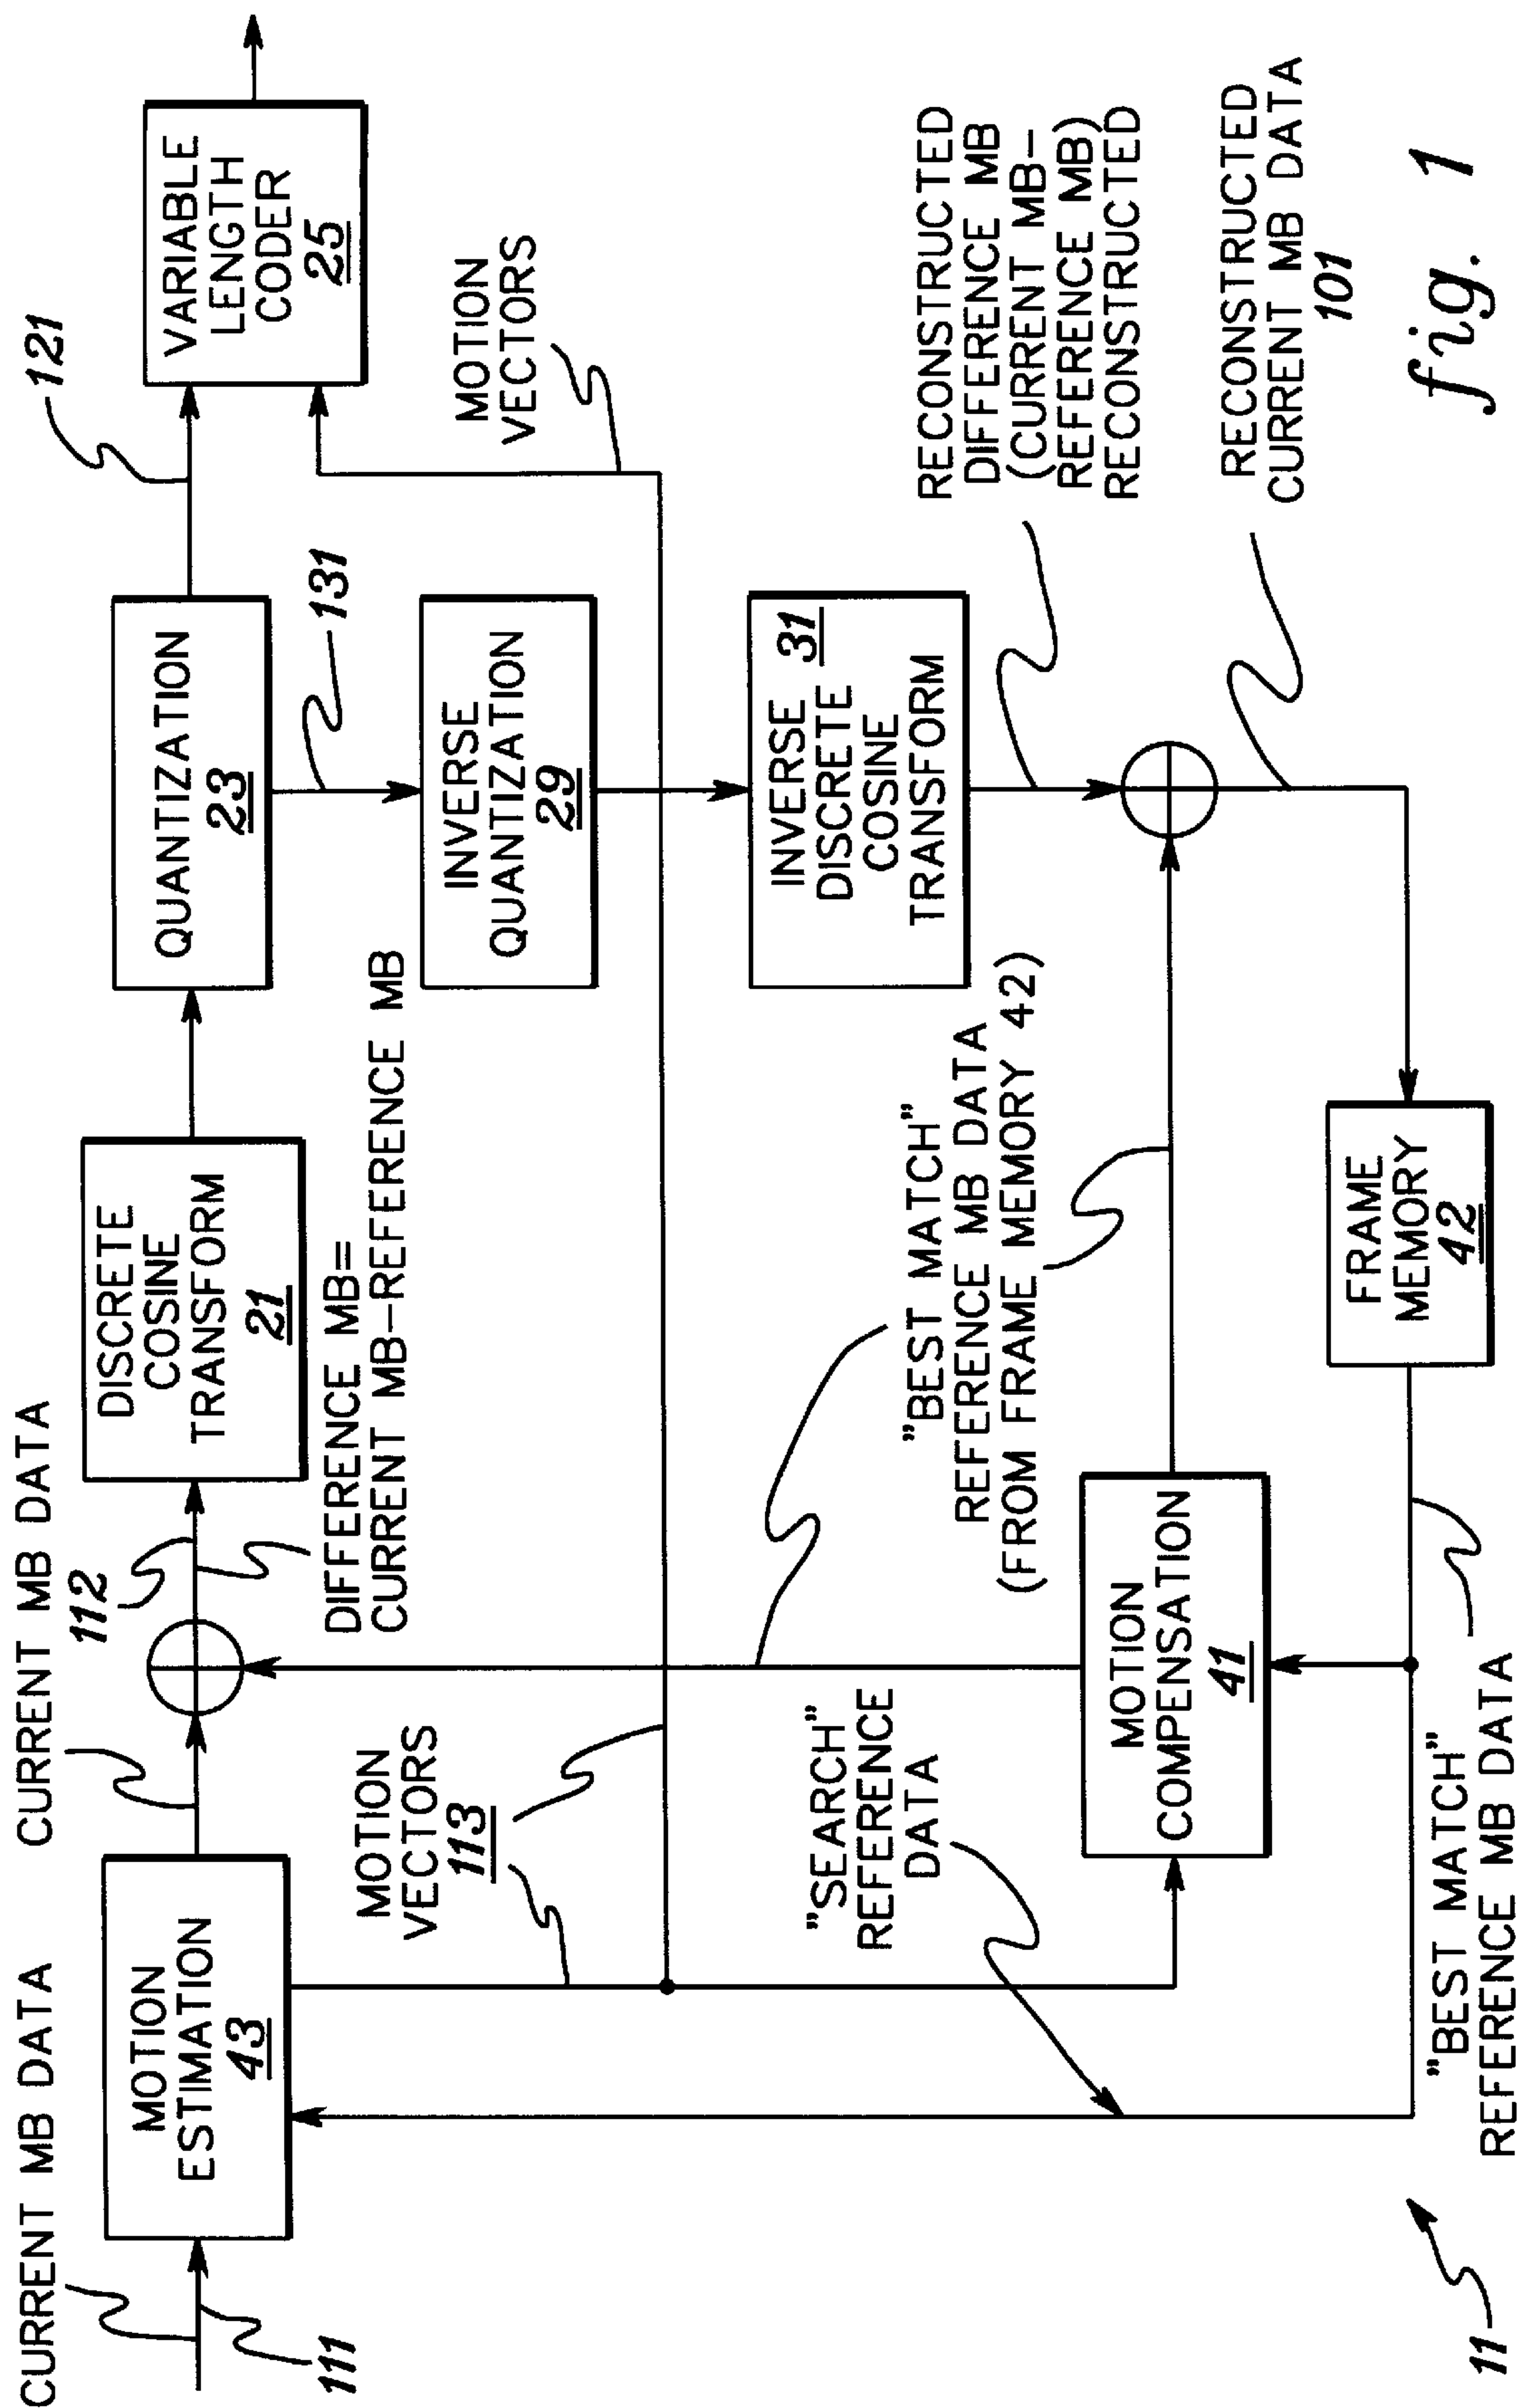 CURRENT MB DATA
111
MOTION
ESTIMATION
43
CURRENT MB DATA
112
DIFFERENCE MB=
CURRENT MB-REFERENCE MB
DISCRETE
COSINE
TRANSFORM
21
QUANTIZATION
23
121
VARIABLE
LENGTH
CODER
25
131
INVERSE
QUANTIZATION
29
MOTION
VECTORS
MOTION
VECTORS
113
INVERSE 31
DISCRETE
COSINE
TRANSFORM
"SEARCH"
REFERENCE
DATA
"BEST MATCH"
REFERENCE MB DATA
(FROM FRAME MEMORY 42)
RECONSTRUCTED
DIFFERENCE MB
(CURRENT MB-
REFERENCE MB)
RECONSTRUCTED
MOTION
COMPENSATION
41
RECONSTRUCTED
CURRENT MB DATA
101
FRAME
MEMORY
42
"BEST MATCH"
REFERENCE MB DATA
11
fig. 1